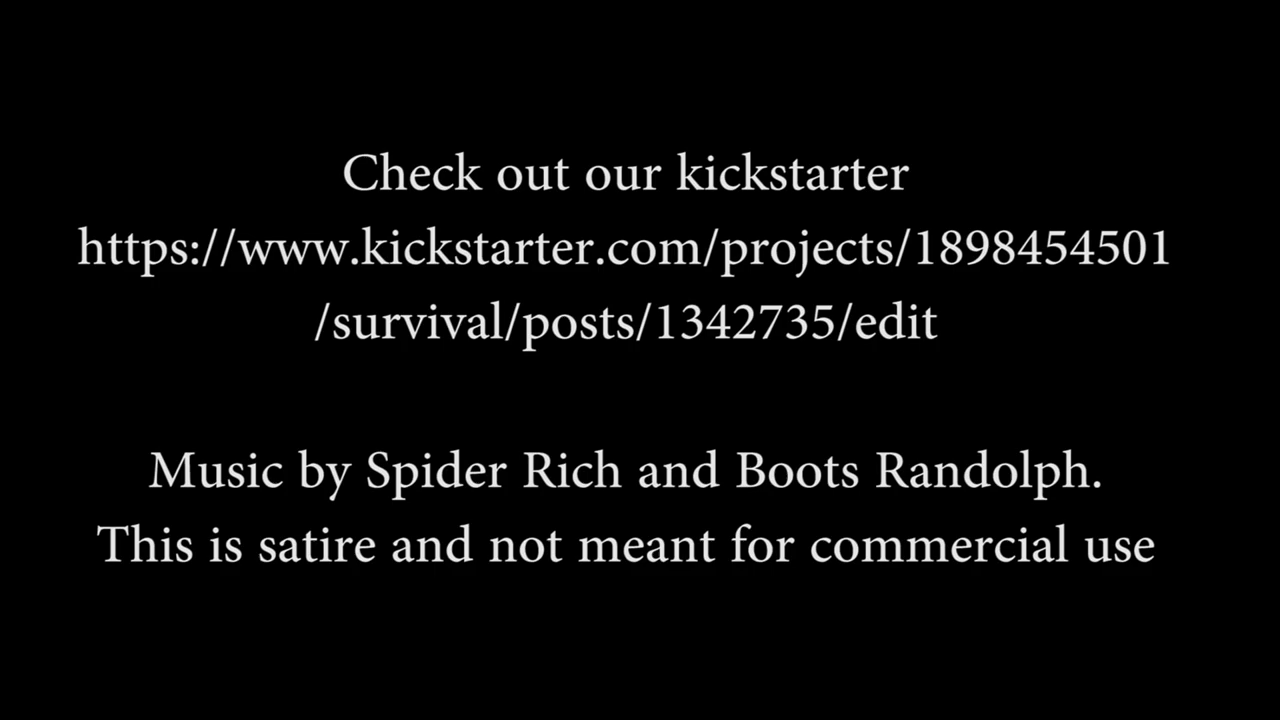 Check out our kickstarter
https://www.kickstarter.com/projects/1898454501
/survival/posts/1342735/edit
Music by Spider Rich and Boots Randolph.
This is satire and not meant for commercial use